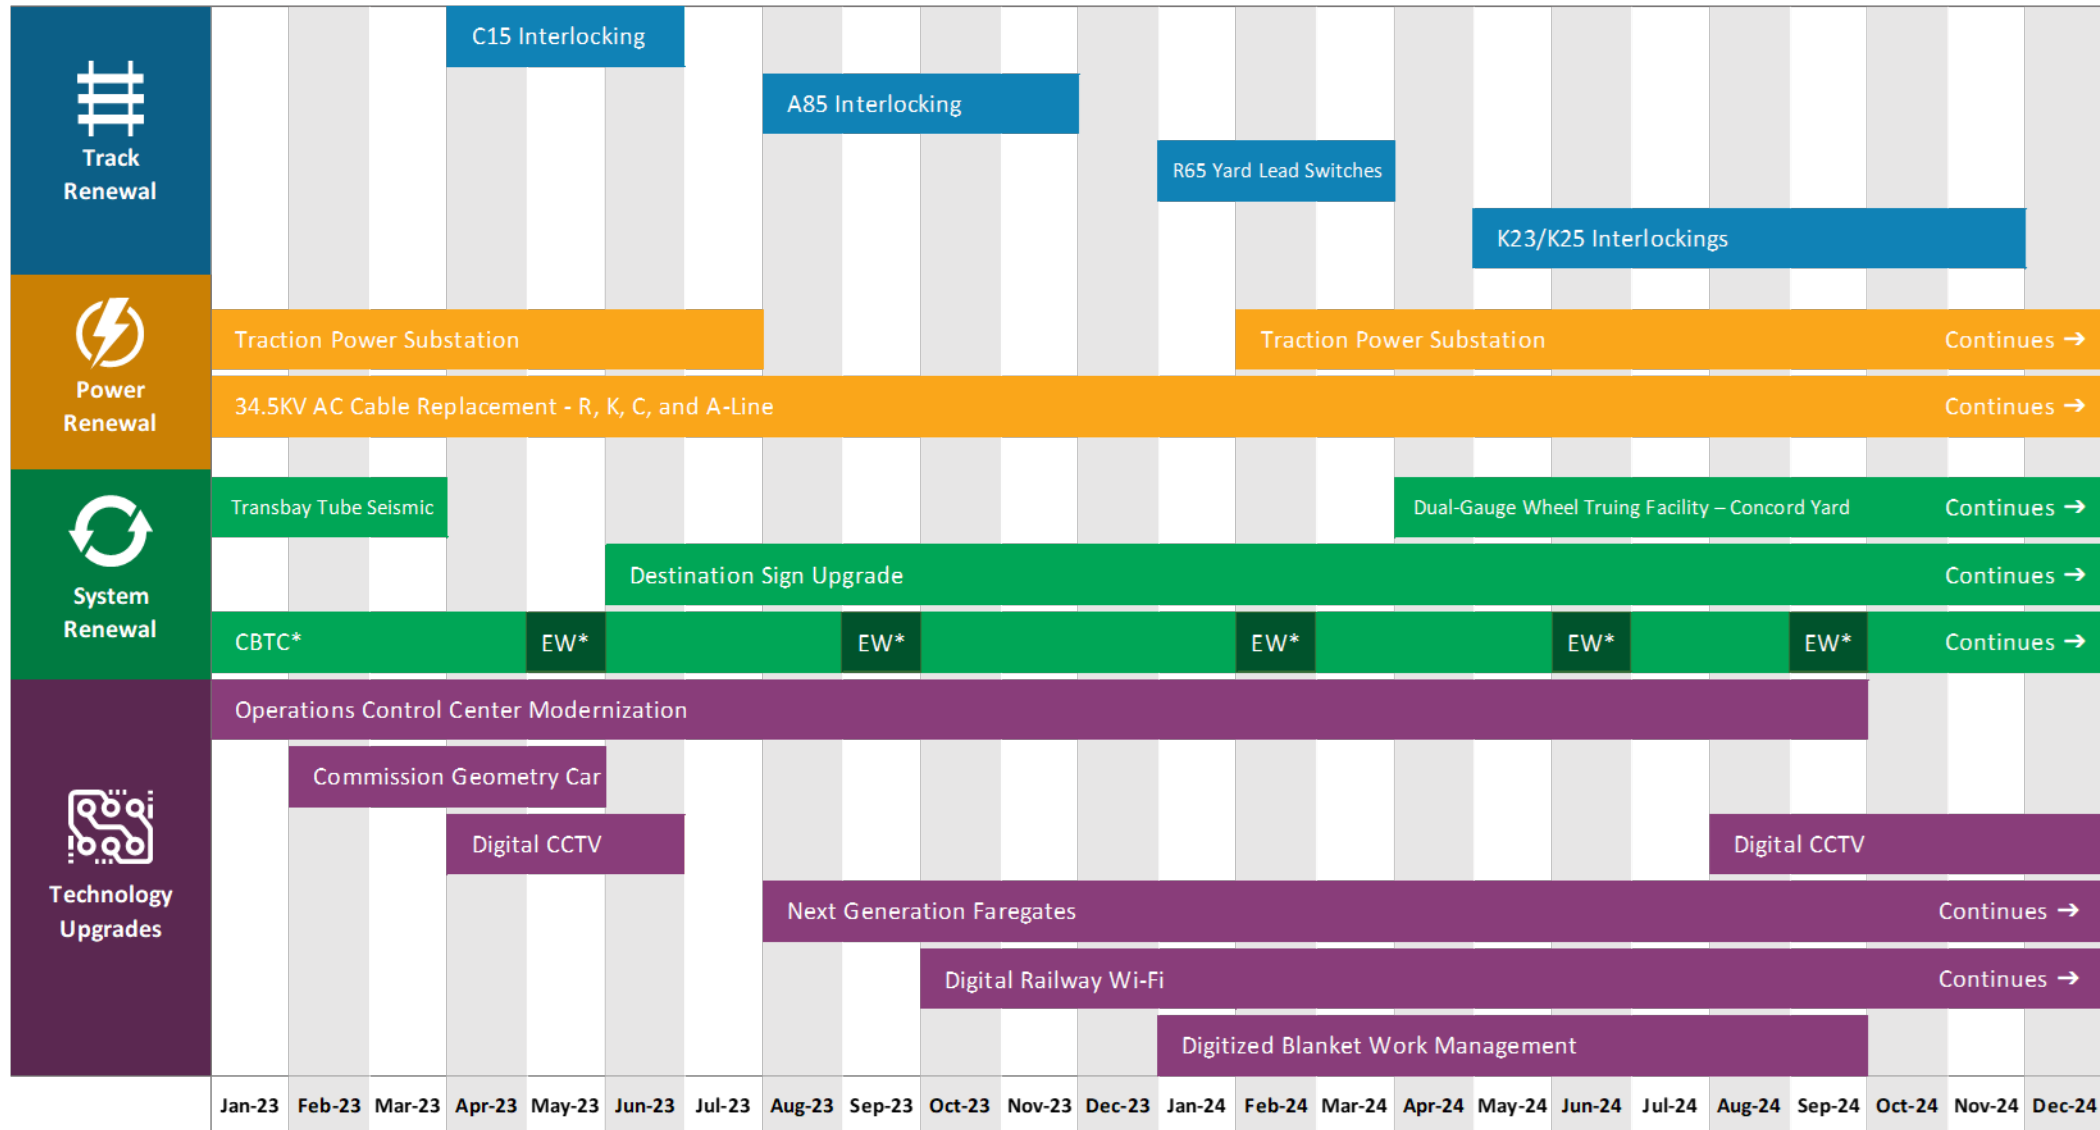 C15 Interlocking
A85 Interlocking
Track
Renewal
R65 Yard Lead Switches
K23/K25 Interlockings
Power
Renewal
Traction Power Substation
Traction Power Substation
Continues →
34.5KV AC Cable Replacement - R, K, C, and A-Line
Continues →
System
Renewal
Transbay Tube Seismic
Dual-Gauge Wheel Truing Facility – Concord Yard
Continues →
Destination Sign Upgrade
Continues →
CBTC*
EW*
EW*
EW*
EW*
EW*
Continues →
Technology
Upgrades
Operations Control Center Modernization
Commission Geometry Car
Digital CCTV
Digital CCTV
Next Generation Faregates
Continues →
Digital Railway Wi-Fi
Continues →
Digitized Blanket Work Management
Jan-23 Feb-23 Mar-23 Apr-23 May-23 Jun-23 Jul-23 Aug-23 Sep-23 Oct-23 Nov-23 Dec-23 Jan-24 Feb-24 Mar-24 Apr-24 May-24 Jun-24 Jul-24 Aug-24 Sep-24 Oct-24 Nov-24 Dec-24